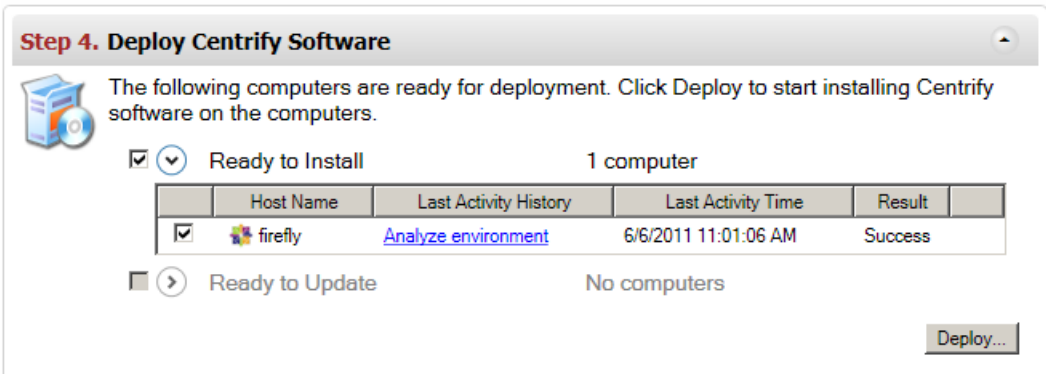 Step 4. Deploy Centrify Software
The following computers are ready for deployment. Click Deploy to start installing Centrify
software on the computers.
Ready to Install 1 computer
Host Name Last Activity History Last Activity Time Result
firefly Analyze environment 6/6/2011 11:01:06 AM Success
Ready to Update No computers
Deploy...